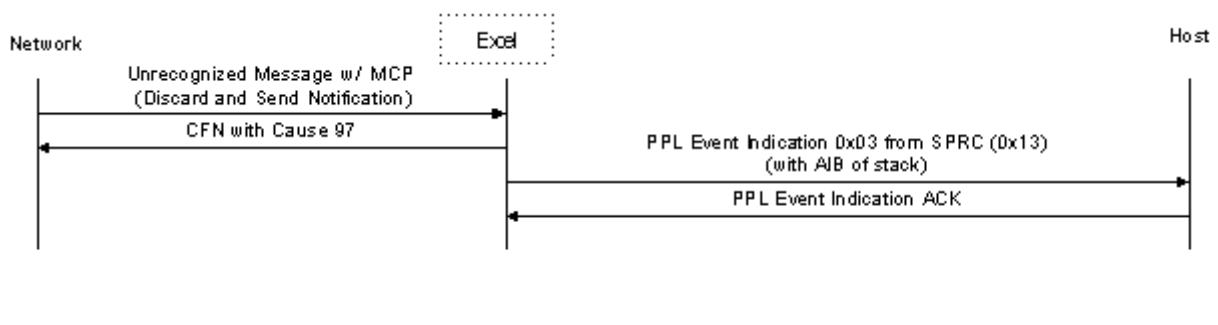 Network
Excel
Host
Unrecognized Message w/ MCP
(Discard and Send Notification)
CFN with Cause 97
PPL Event Indication 0x03 from SPRC (0x13)
(with AIB of stack)
PPL Event Indication ACK